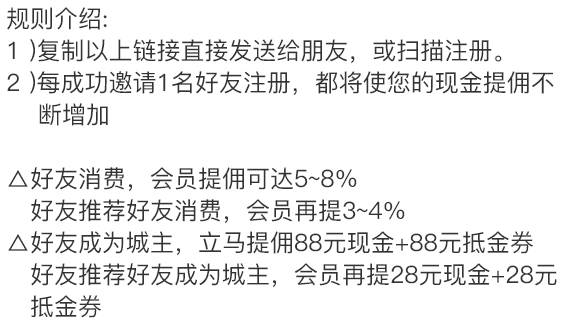 规则介绍:
1 )复制以上链接直接发送给朋友，或扫描注册。
2 )每成功邀请1名好友注册，都将使您的现金提佣不
断增加
△好友消费，会员提佣可达5~8%
好友推荐好友消费，会员再提3~4%
△好友成为城主，立马提佣88元现金+88元抵金券
好友推荐好友成为城主，会员再提28元现金+28元
抵金券